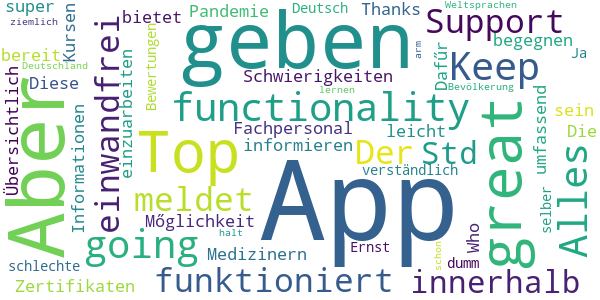 super
ziemlich
bietet
Pandemie
Deutsch
Thanks
Weltsprachen
Kursen
geben
Support
begegnen
bereit
Deutschland
Diese
einwandfrei
einzuarbeiten
Bewertungen
Schwierigkeiten
Dafür
Keep
Ja
arm
Bevölkerung
lernen
Übersichtlich
Aber
Informationen
functionality
sein
Fachpersonal
leicht
Die
umfassend
Top
informieren
Der
Std
great
Alles
verständlich
meldet
App
Möglichkeit
selber
going
Medizinern
halt
Ernst
Who
schlechte
dumm
schon
Zertifikaten
funktioniert
innerhalb